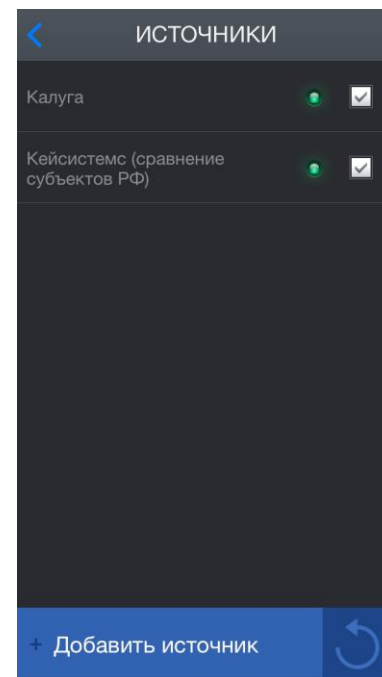 ИСТОЧНИКИ
Калуга
Кейсистемс (сравнение
субъектов РФ)
+ Добавить источник